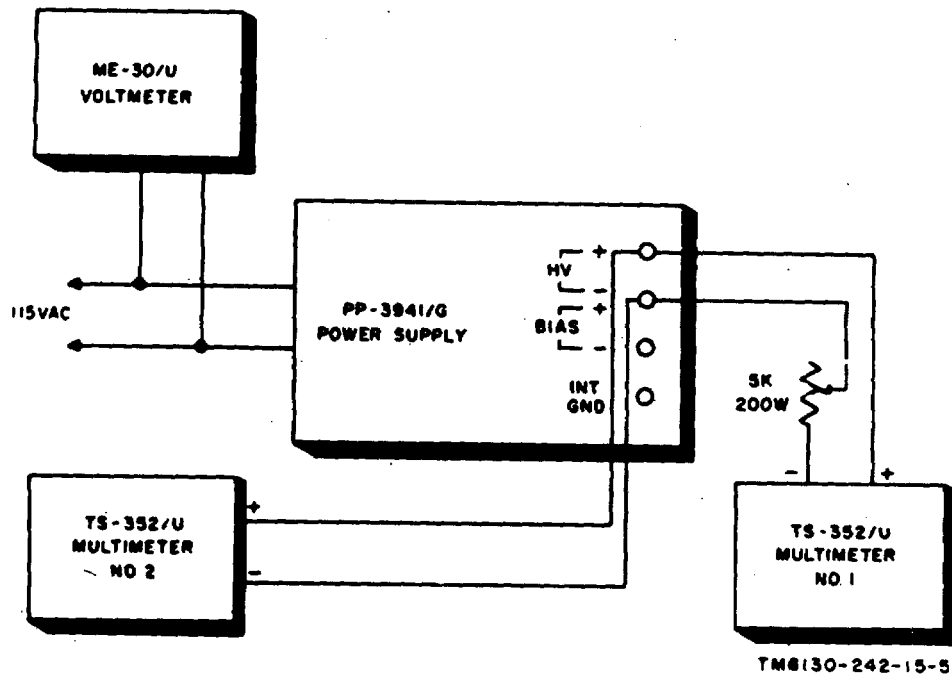 ME-30/U
VOLTMETER
115VAC
PP-3941/G
POWER SUPPLY
HV
+
-
BIAS
+
-
INT
GND
5K
200W
-
+
TS-352/U
MULTIMETER
NO 2
+
-
TS-352/U
MULTIMETER
NO. 1
TM6130-242-15-5